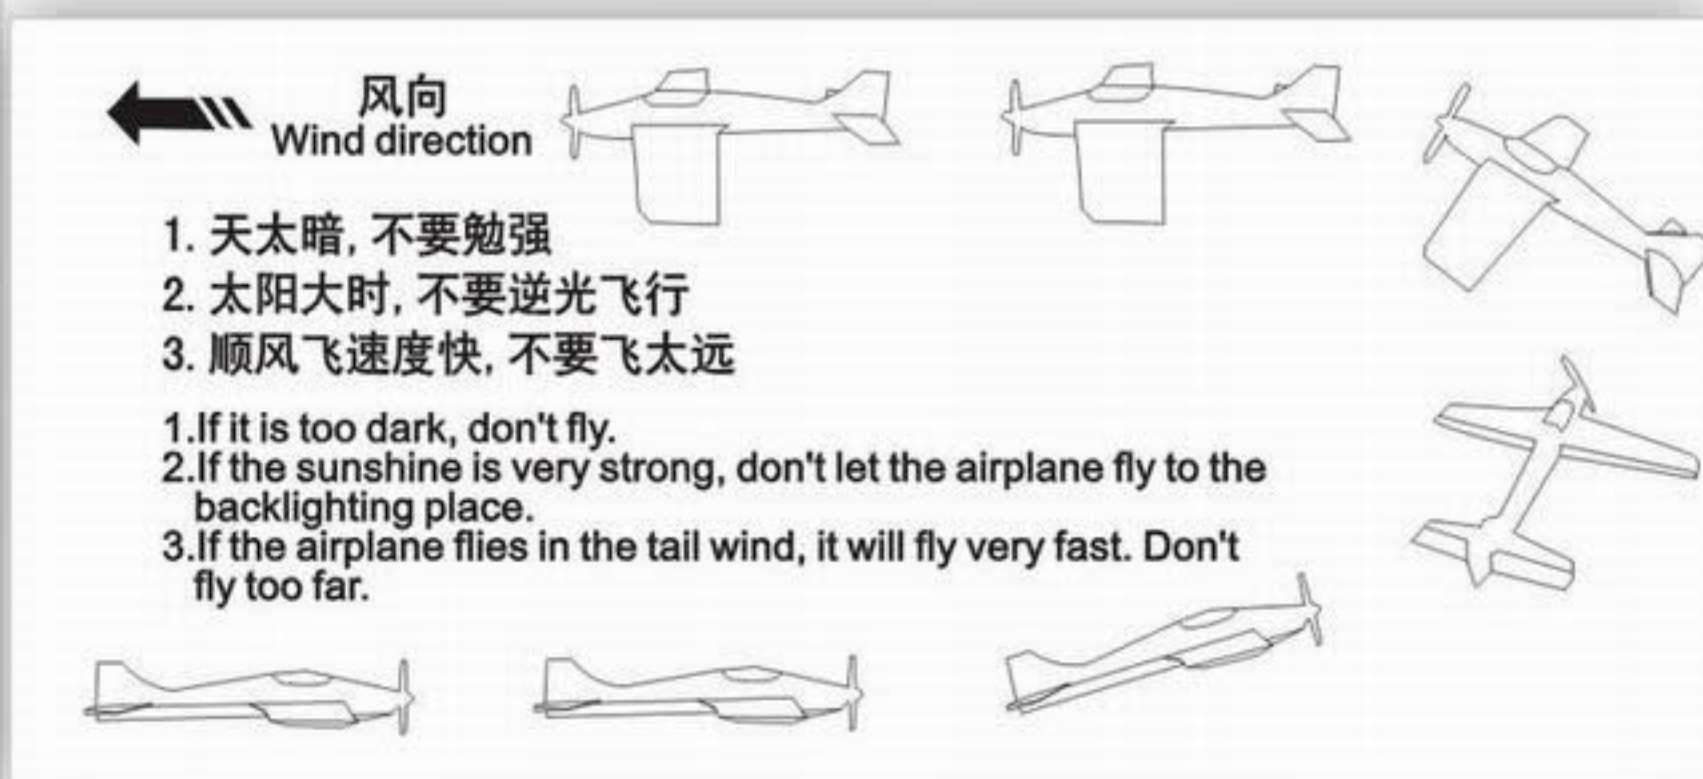 风向
Wind direction
1. 天太暗, 不要勉强
2. 太阳大时, 不要逆光飞行
3. 顺风飞速度快, 不要飞太远
1.If it is too dark, don't fly.
2.If the sunshine is very strong, don't let the airplane fly to the
backlighting place.
3.If the airplane flies in the tail wind, it will fly very fast. Don't
fly too far.